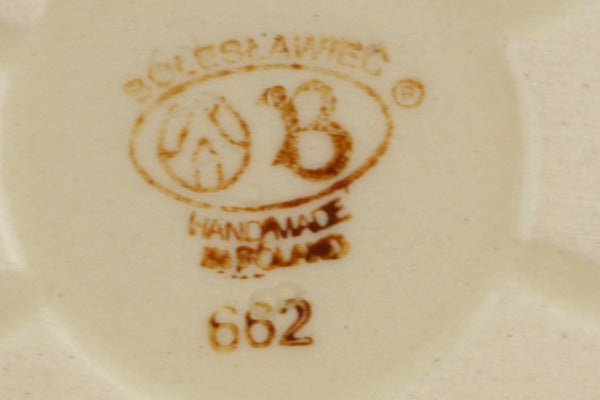 BOLESŁAWIEC ®
B
HANDMADE
IN POLAND
662